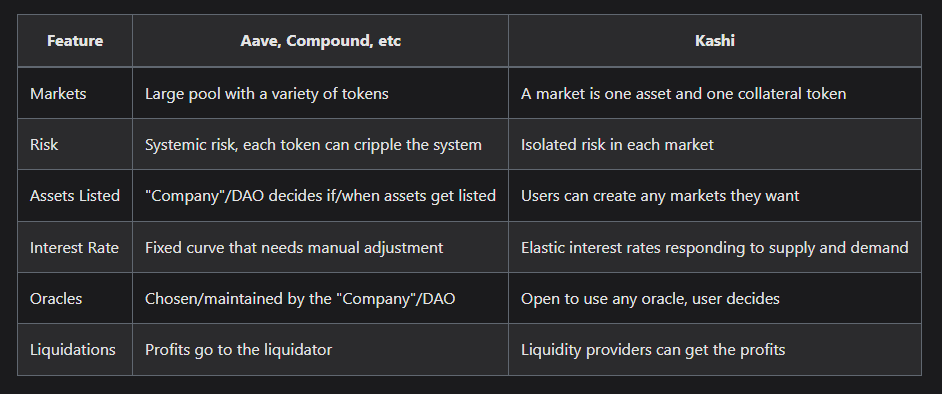 Feature Aave, Compound, etc Kashi
Markets Large pool with a variety of tokens A market is one asset and one collateral token
Risk Systemic risk, each token can cripple the system Isolated risk in each market
Assets Listed "Company"/DAO decides if/when assets get listed Users can create any markets they want
Interest Rate Fixed curve that needs manual adjustment Elastic interest rates responding to supply and demand
Oracles Chosen/maintained by the "Company"/DAO Open to use any oracle, user decides
Liquidations Profits go to the liquidator Liquidity providers can get the profits